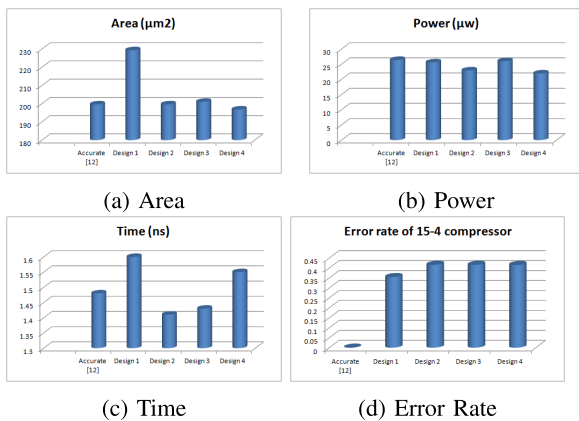 Area (µm2)
230
220
210
200
190
180
Accurate [12]
Design 1
Design 2
Design 3
Design 4
(a) Area
Power (µw)
30
25
20
15
10
5
0
Accurate [12]
Design 1
Design 2
Design 3
Design 4
(b) Power
Time (ns)
1.6
1.55
1.5
1.45
1.4
1.35
1.3
Accurate [12]
Design 1
Design 2
Design 3
Design 4
(c) Time
Error rate of 15-4 compressor
0.45
0.4
0.35
0.3
0.25
0.2
0.15
0.1
0.05
0
Accurate [12]
Design 1
Design 2
Design 3
Design 4
(d) Error Rate